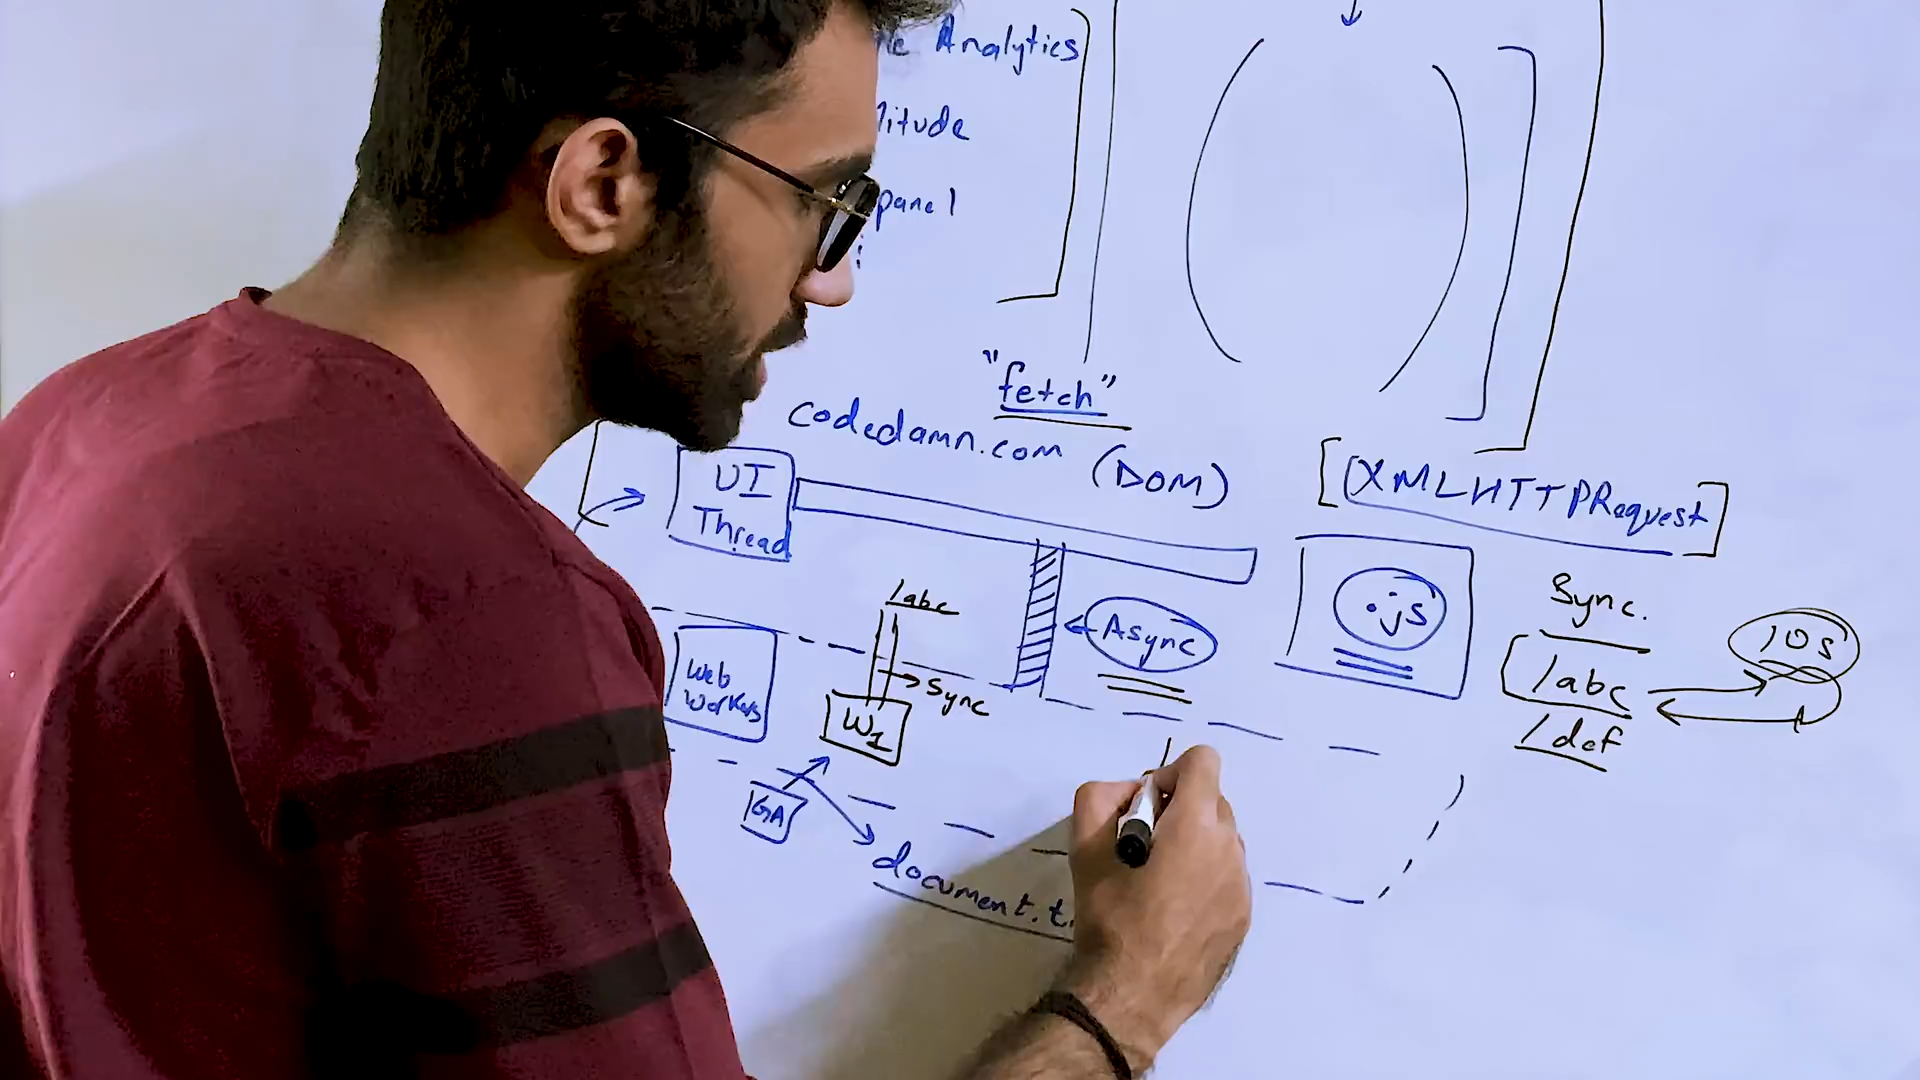 Analytics
litude
panel
"fetch"
codedamn.com (DOM)
[(XMLHTTPRequest]
UI
Thread
.js
Sync.
10s
/abc
/def
/abc
Async
Sync
Web
Workers
W1
GA
document.t